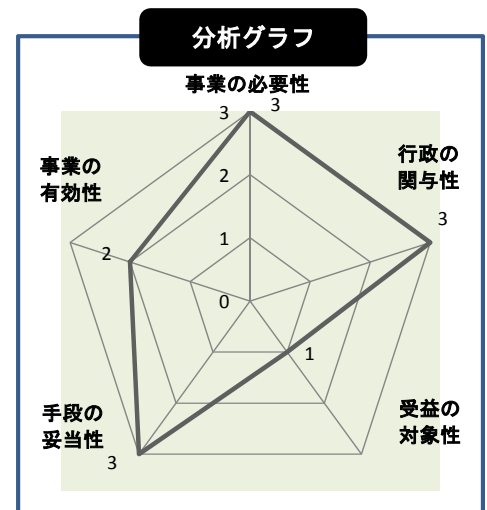 分析グラフ
事業の必要性
3
3
行政の
関与性
3
事業の
有効性
2
2
1
0
1
手段の
妥当性
3
受益の
対象性